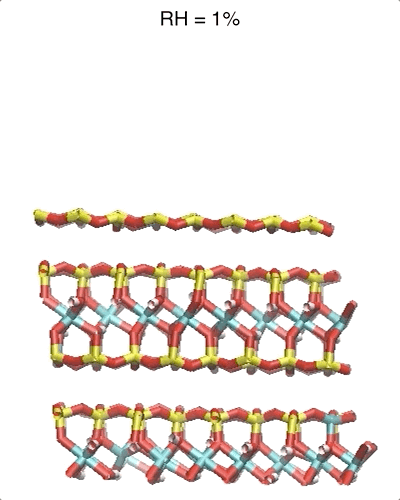 RH = 1%